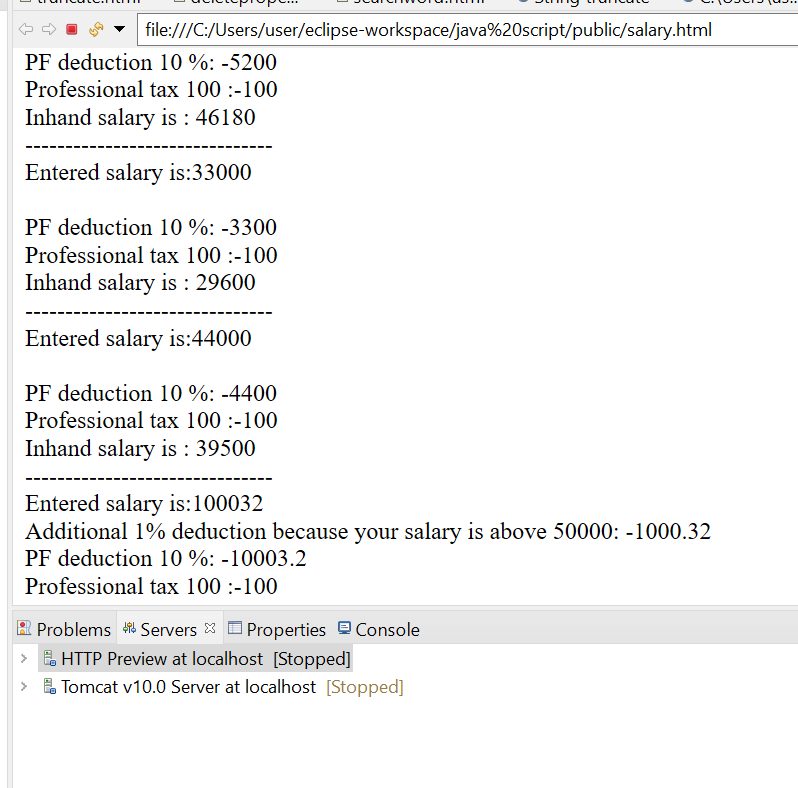 truncate.html
deleteprope...
searchword.html
String truncate
file:///C:/Users/user/eclipse-workspace/java%20script/public/salary.html
PF deduction 10 %: -5200
Professional tax 100 :-100
Inhand salary is : 46180
-------------------------------
Entered salary is:33000
PF deduction 10 %: -3300
Professional tax 100 :-100
Inhand salary is : 29600
-------------------------------
Entered salary is:44000
PF deduction 10 %: -4400
Professional tax 100 :-100
Inhand salary is : 39500
-------------------------------
Entered salary is:100032
Additional 1% deduction because your salary is above 50000: -1000.32
PF deduction 10 %: -10003.2
Professional tax 100 :-100
Problems
Servers
Properties
Console
HTTP Preview at localhost [Stopped]
Tomcat v10.0 Server at localhost [Stopped]